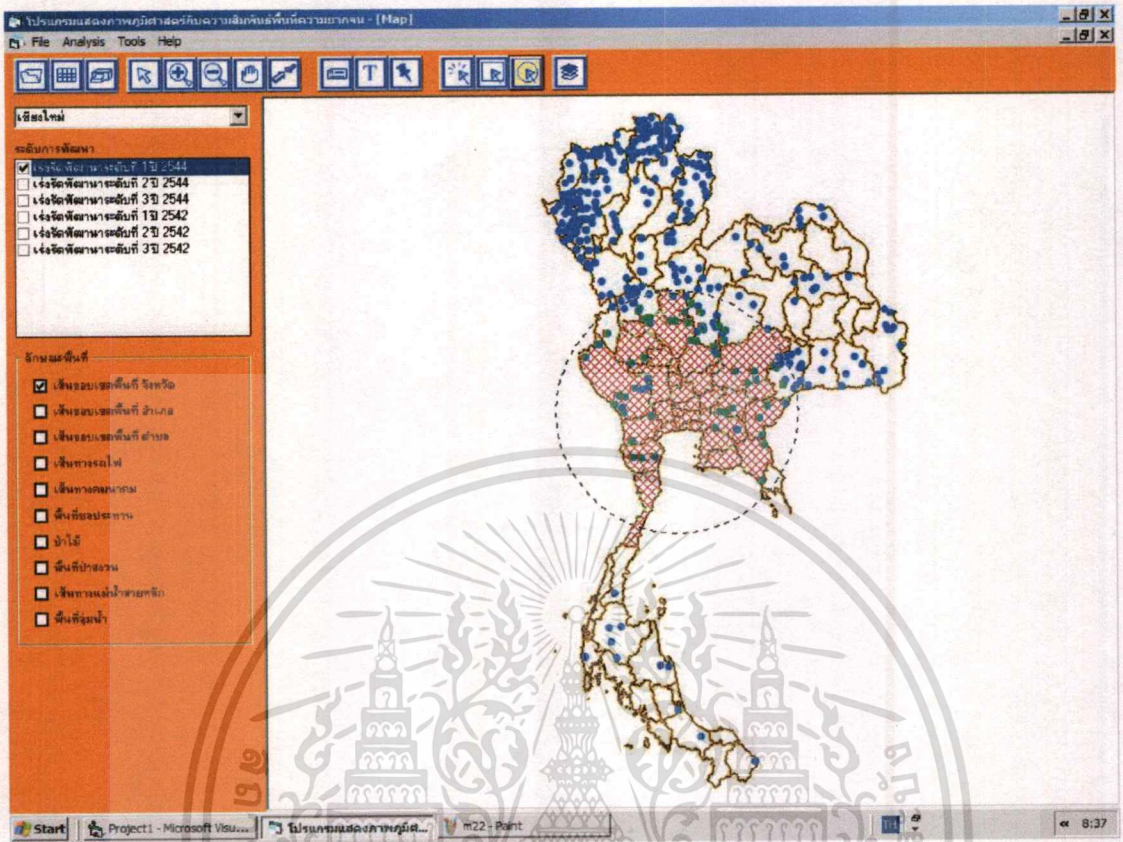 โปรแกรมแสดงภาพภูมิศาสตร์กับความสัมพันธ์พื้นที่ความยากจน - [Map]
File Analysis Tools Help
T
เชียงใหม่
ระดับการพัฒนา
เร่งรัดพัฒนาระดับที่ 1 ปี 2544
เร่งรัดพัฒนาระดับที่ 2 ปี 2544
เร่งรัดพัฒนาระดับที่ 3 ปี 2544
เร่งรัดพัฒนาระดับที่ 1 ปี 2542
เร่งรัดพัฒนาระดับที่ 2 ปี 2542
เร่งรัดพัฒนาระดับที่ 3 ปี 2542
ลักษณะพื้นที่
เส้นขอบเขตพื้นที่ จังหวัด
เส้นขอบเขตพื้นที่ อำเภอ
เส้นขอบเขตพื้นที่ ตำบล
เส้นทางรถไฟ
เส้นทางคมนาคม
พื้นที่ชลประทาน
ป่าไม้
พื้นที่ป่าสงวน
เส้นทางแม่น้ำสายหลัก
พื้นที่ลุ่มน้ำ
Start Project1 - Microsoft Visu... โปรแกรมแสดงภาพภูมิศ... m22 - Paint TH « 8:37